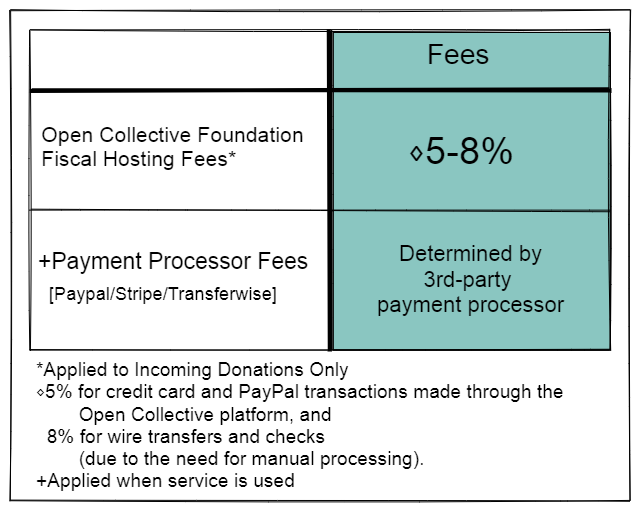 Fees
Open Collective Foundation
Fiscal Hosting Fees*
⋄5-8%
+Payment Processor Fees
[Paypal/Stripe/Transferwise]
Determined by
3rd-party
payment processor
*Applied to Incoming Donations Only
⋄5% for credit card and PayPal transactions made through the
Open Collective platform, and
8% for wire transfers and checks
(due to the need for manual processing).
+Applied when service is used